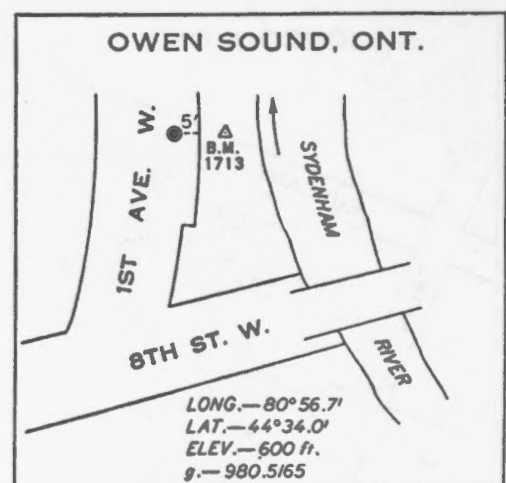 OWEN SOUND, ONT.
1ST AVE. W.
5'
B.M.
1713
SYDENHAM
8TH ST. W.
RIVER
LONG.—80°56.7'
LAT.—44°34.0'
ELEV.—600 ft.
g.—980.5165